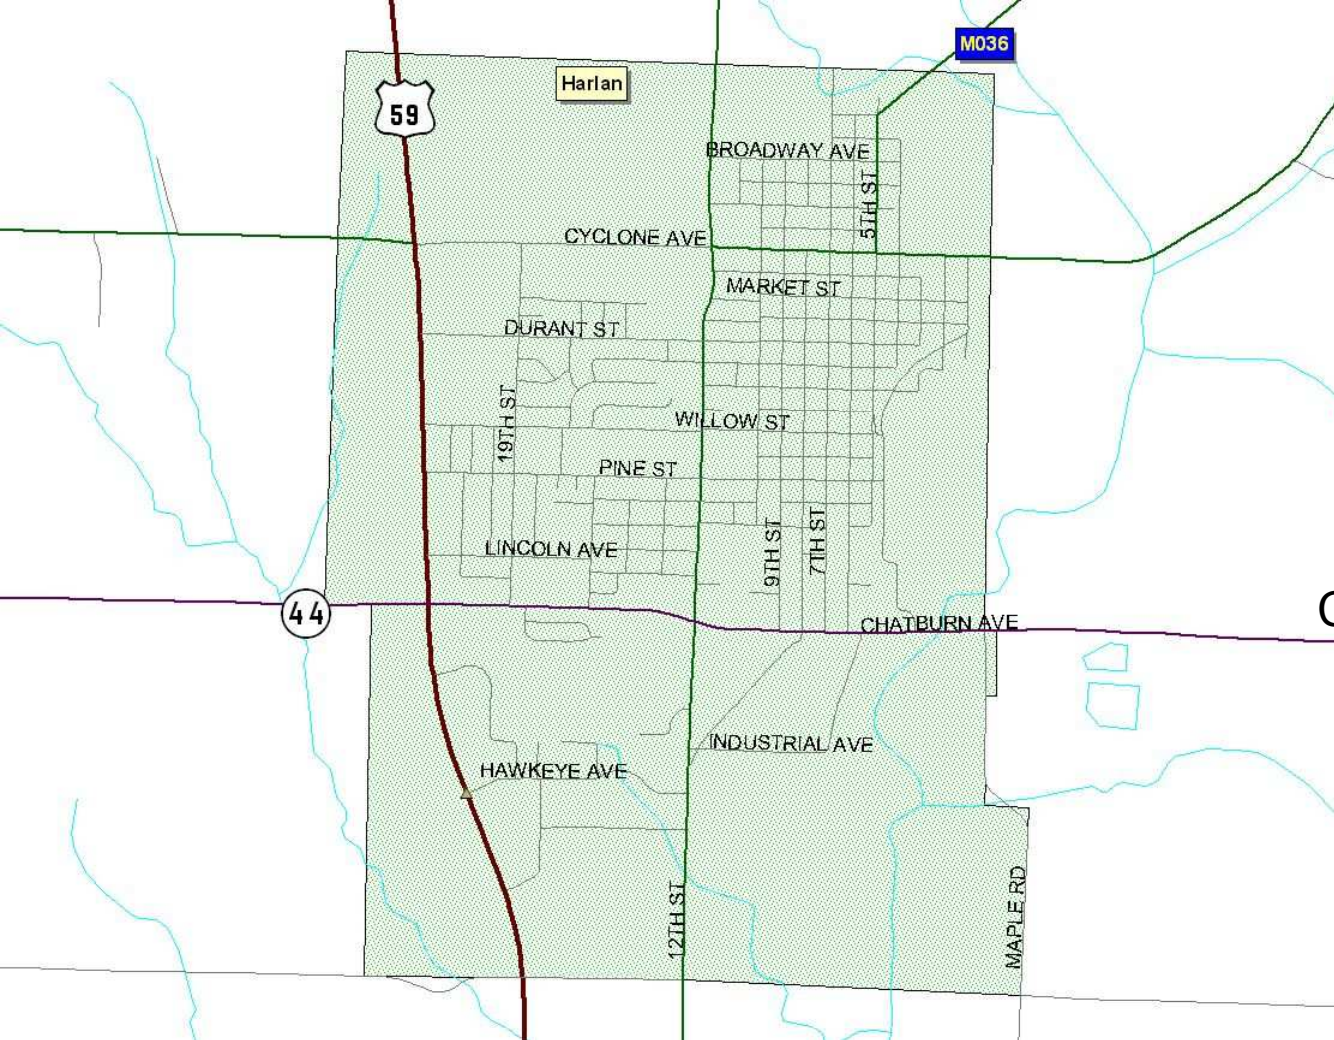 M036
Harlan
59
BROADWAY AVE
5TH ST
CYCLONE AVE
MARKET ST
DURANT ST
19TH ST
WILLOW ST
PINE ST
9TH ST
7TH ST
LINCOLN AVE
44
CHATBURN AVE
INDUSTRIAL AVE
HAWKEYE AVE
12TH ST
MAPLE RD